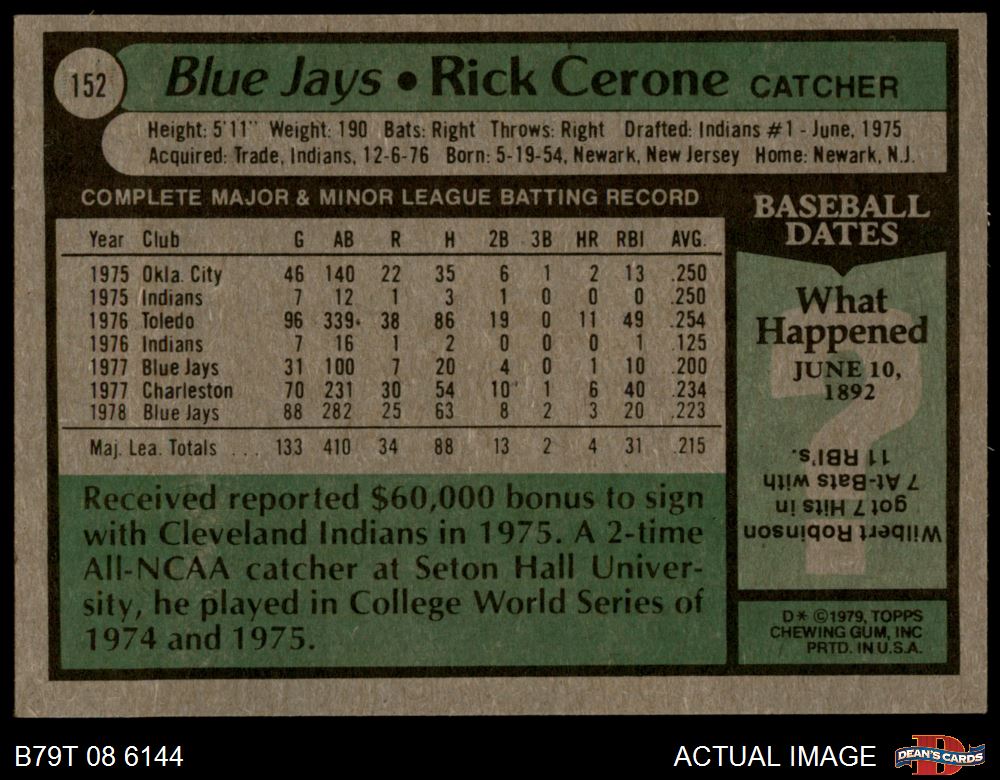 152
Blue Jays • Rick Cerone CATCHER
Height: 5'11" Weight: 190 Bats: Right Throws: Right Drafted: Indians #1 - June, 1975
Acquired: Trade, Indians, 12-6-76 Born: 5-19-54, Newark, New Jersey Home: Newark, N.J.
COMPLETE MAJOR & MINOR LEAGUE BATTING RECORD
Year Club G AB R H 2B 3B HR RBI AVG.
1975 Okla. City 46 140 22 35 6 1 2 13 .250
1975 Indians 7 12 1 3 1 0 0 0 .250
1976 Toledo 96 339 38 86 19 0 11 49 .254
1976 Indians 7 16 1 2 0 0 0 1 .125
1977 Blue Jays 31 100 7 20 4 0 1 10 .200
1977 Charleston 70 231 30 54 10 1 6 40 .234
1978 Blue Jays 88 282 25 63 8 2 3 20 .223
Maj. Lea. Totals ... 133 410 34 88 13 2 4 31 .215
Received reported $60,000 bonus to sign
with Cleveland Indians in 1975. A 2-time
All-NCAA catcher at Seton Hall Univer-
sity, he played in College World Series of
1974 and 1975.
BASEBALL
DATES
What
Happened
JUNE 10,
1892
?
Wilbert Robinson
got 7 Hits in
7 At-Bats with
11 RBI's.
D* ©1979, TOPPS
CHEWING GUM, INC
PRTD. IN U.S.A.
B79T 08 6144
ACTUAL IMAGE
D
DEAN'S CARDS